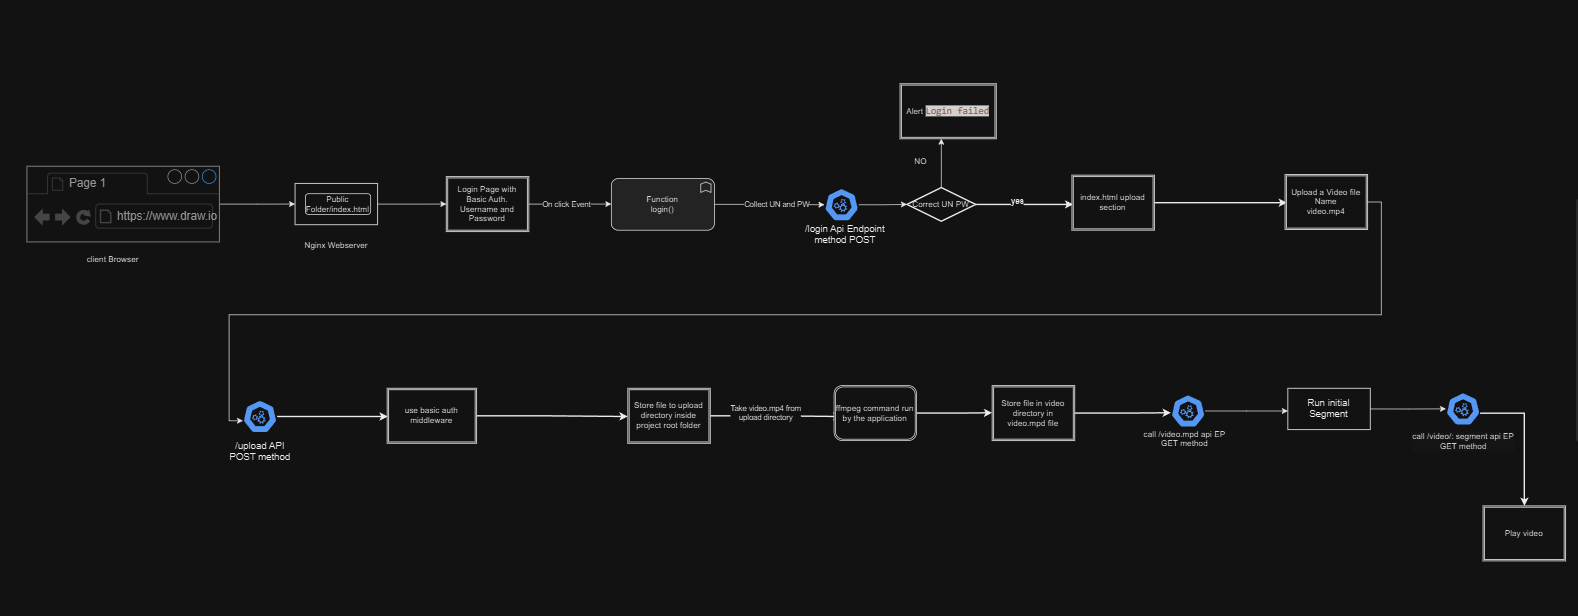 Page 1
https://www.draw.io
client Browser
Public
Folder/index.html
Nginx Webserver
Login Page with
Basic Auth.
Username and
Password
On click Event
Function
login()
Collect UN and PW
/login Api Endpoint
method POST
Correct UN PW
NO
Alert Login failed
yes
index.html upload
section
Upload a Video file
Name
video.mp4
/upload API
POST method
use basic auth
middleware
Store file to upload
directory inside
project root folder
Take video.mp4 from
upload directory
ffmpeg command run
by the application
Store file in video
directory in
video.mpd file
call /video.mpd api EP
GET method
Run initial
Segment
call /video/: segment api EP
GET method
Play video